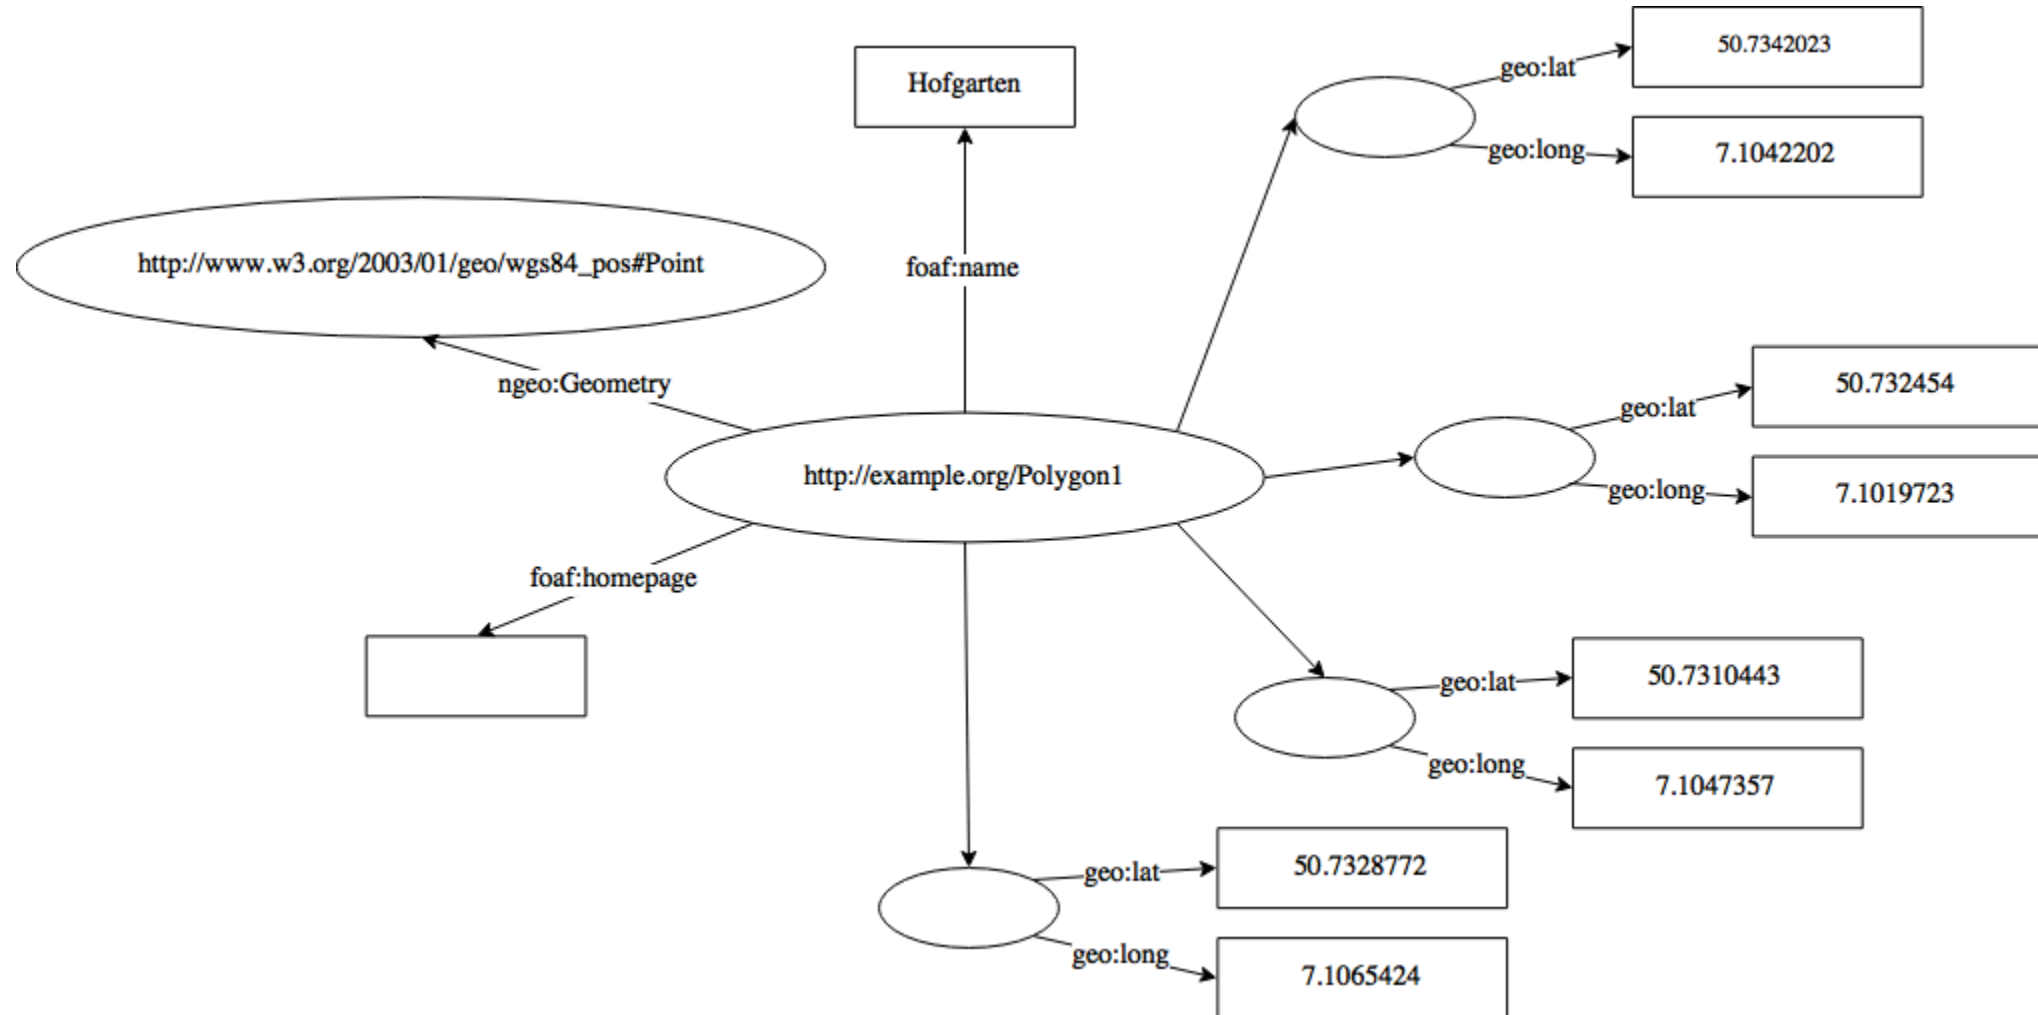 50.7342023
geo:lat
Hofgarten
geo:long
7.1042202
http://www.w3.org/2003/01/geo/wgs84_pos#Point
foaf:name
ngeo:Geometry
50.732454
geo:lat
http://example.org/Polygon1
geo:long
7.1019723
foaf:homepage
geo:lat
50.7310443
geo:long
7.1047357
geo:lat
50.7328772
geo:long
7.1065424